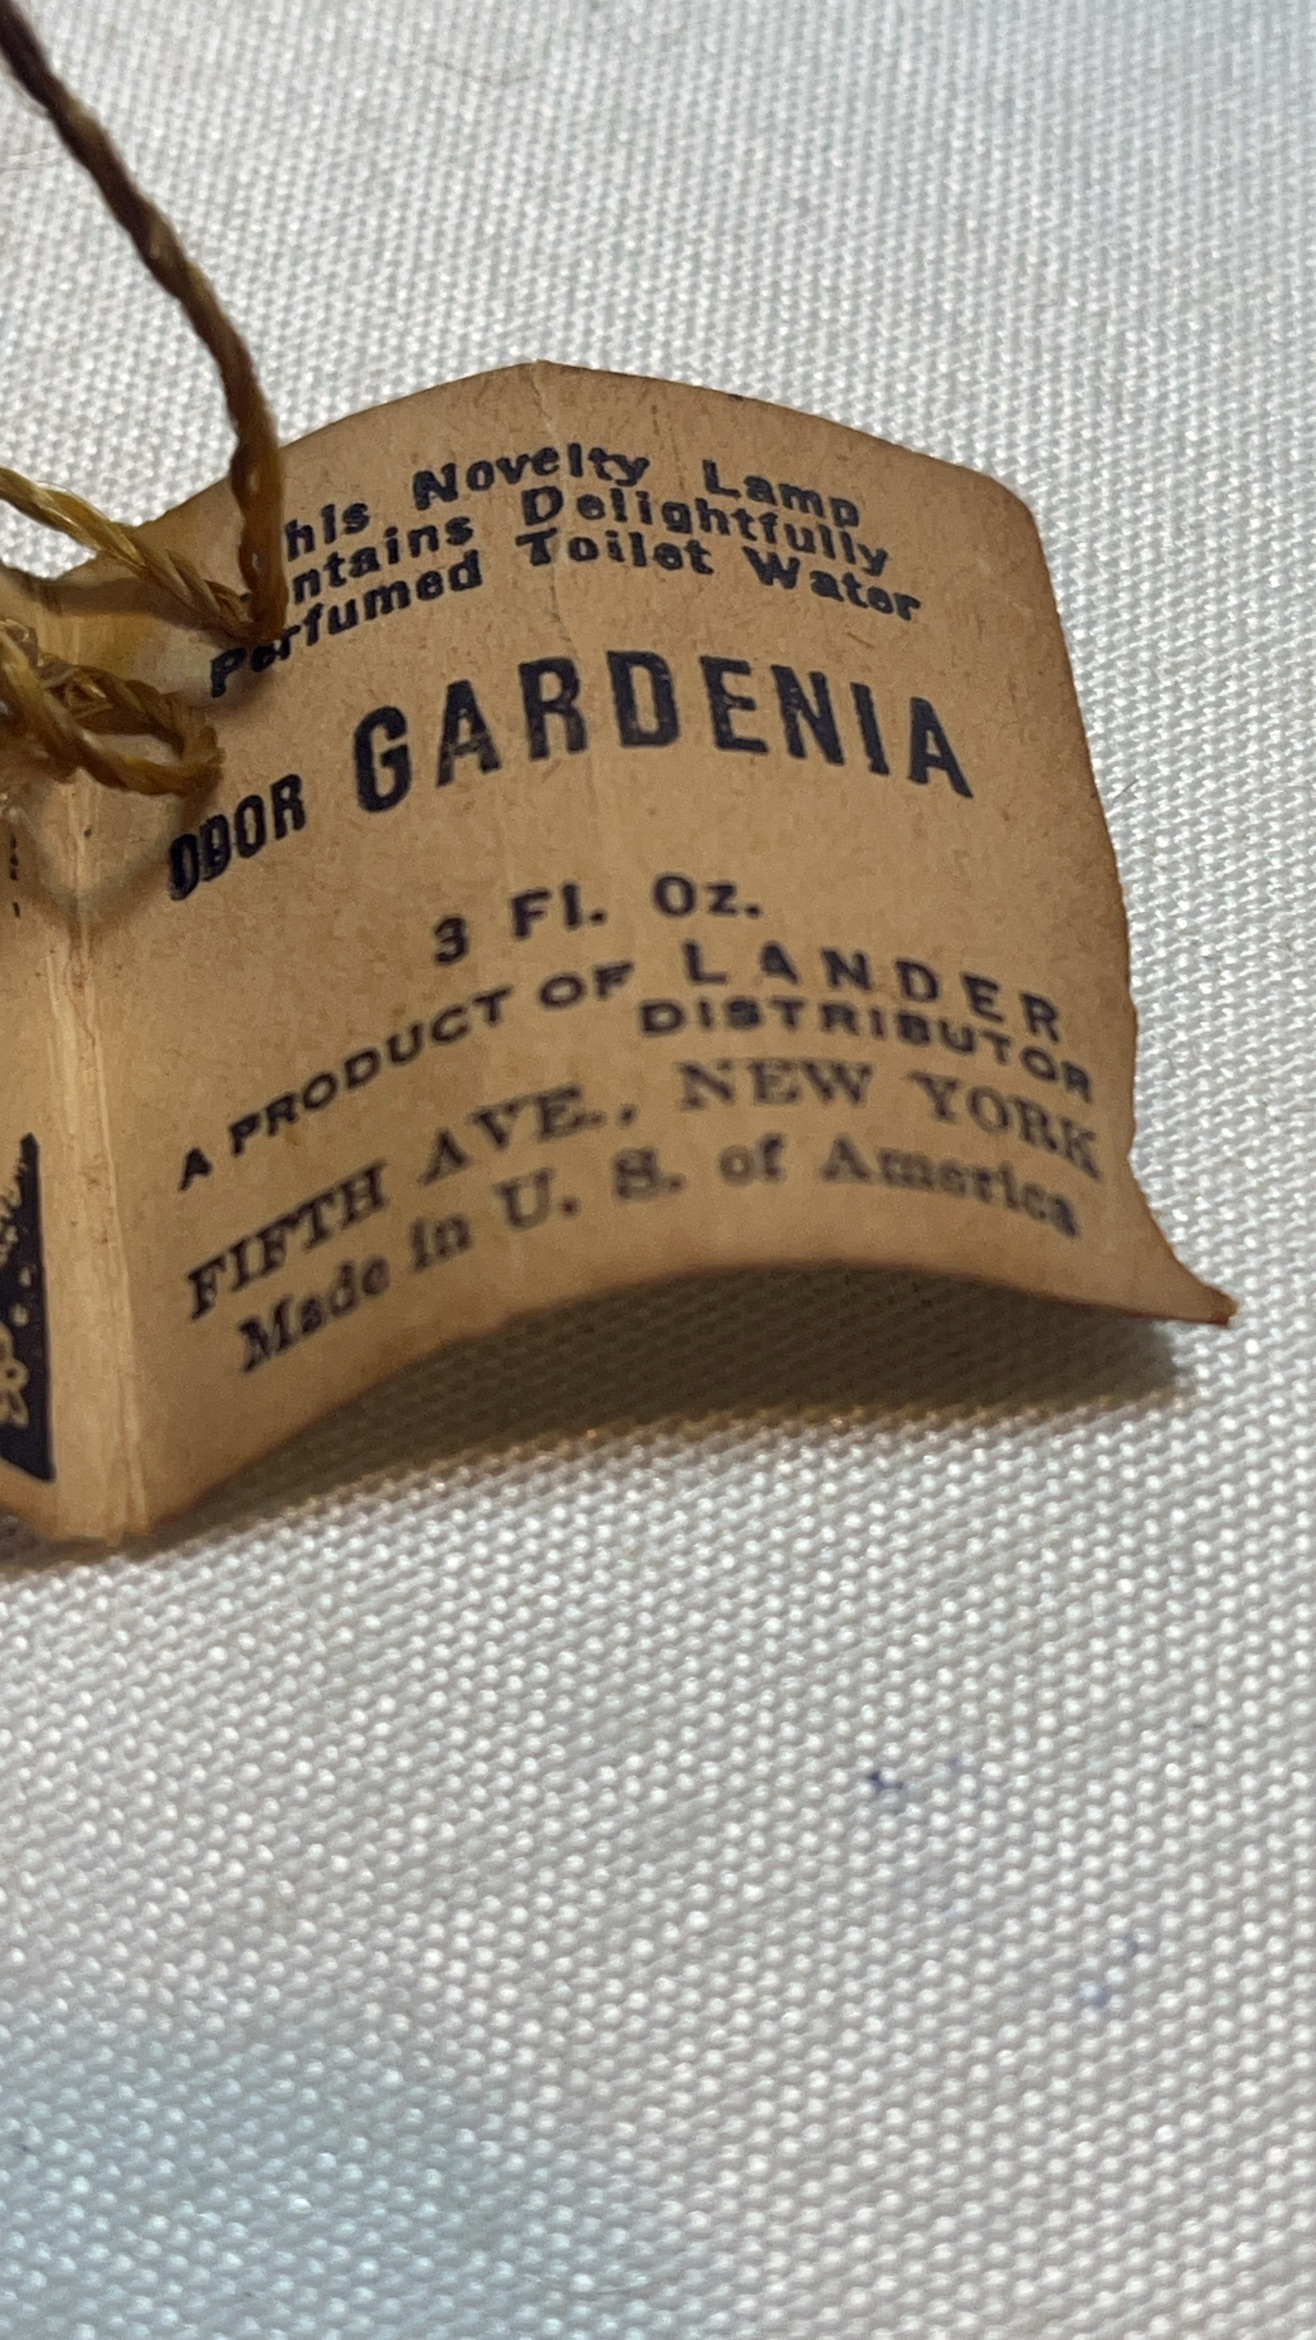 his Novelty Lamp
ntains Delightfully
Perfumed Toilet Water
ODOR GARDENIA
3 Fl. Oz.
A PRODUCT OF LANDER
DISTRIBUTOR
FIFTH AVE., NEW YORK
Made in U. S. of America